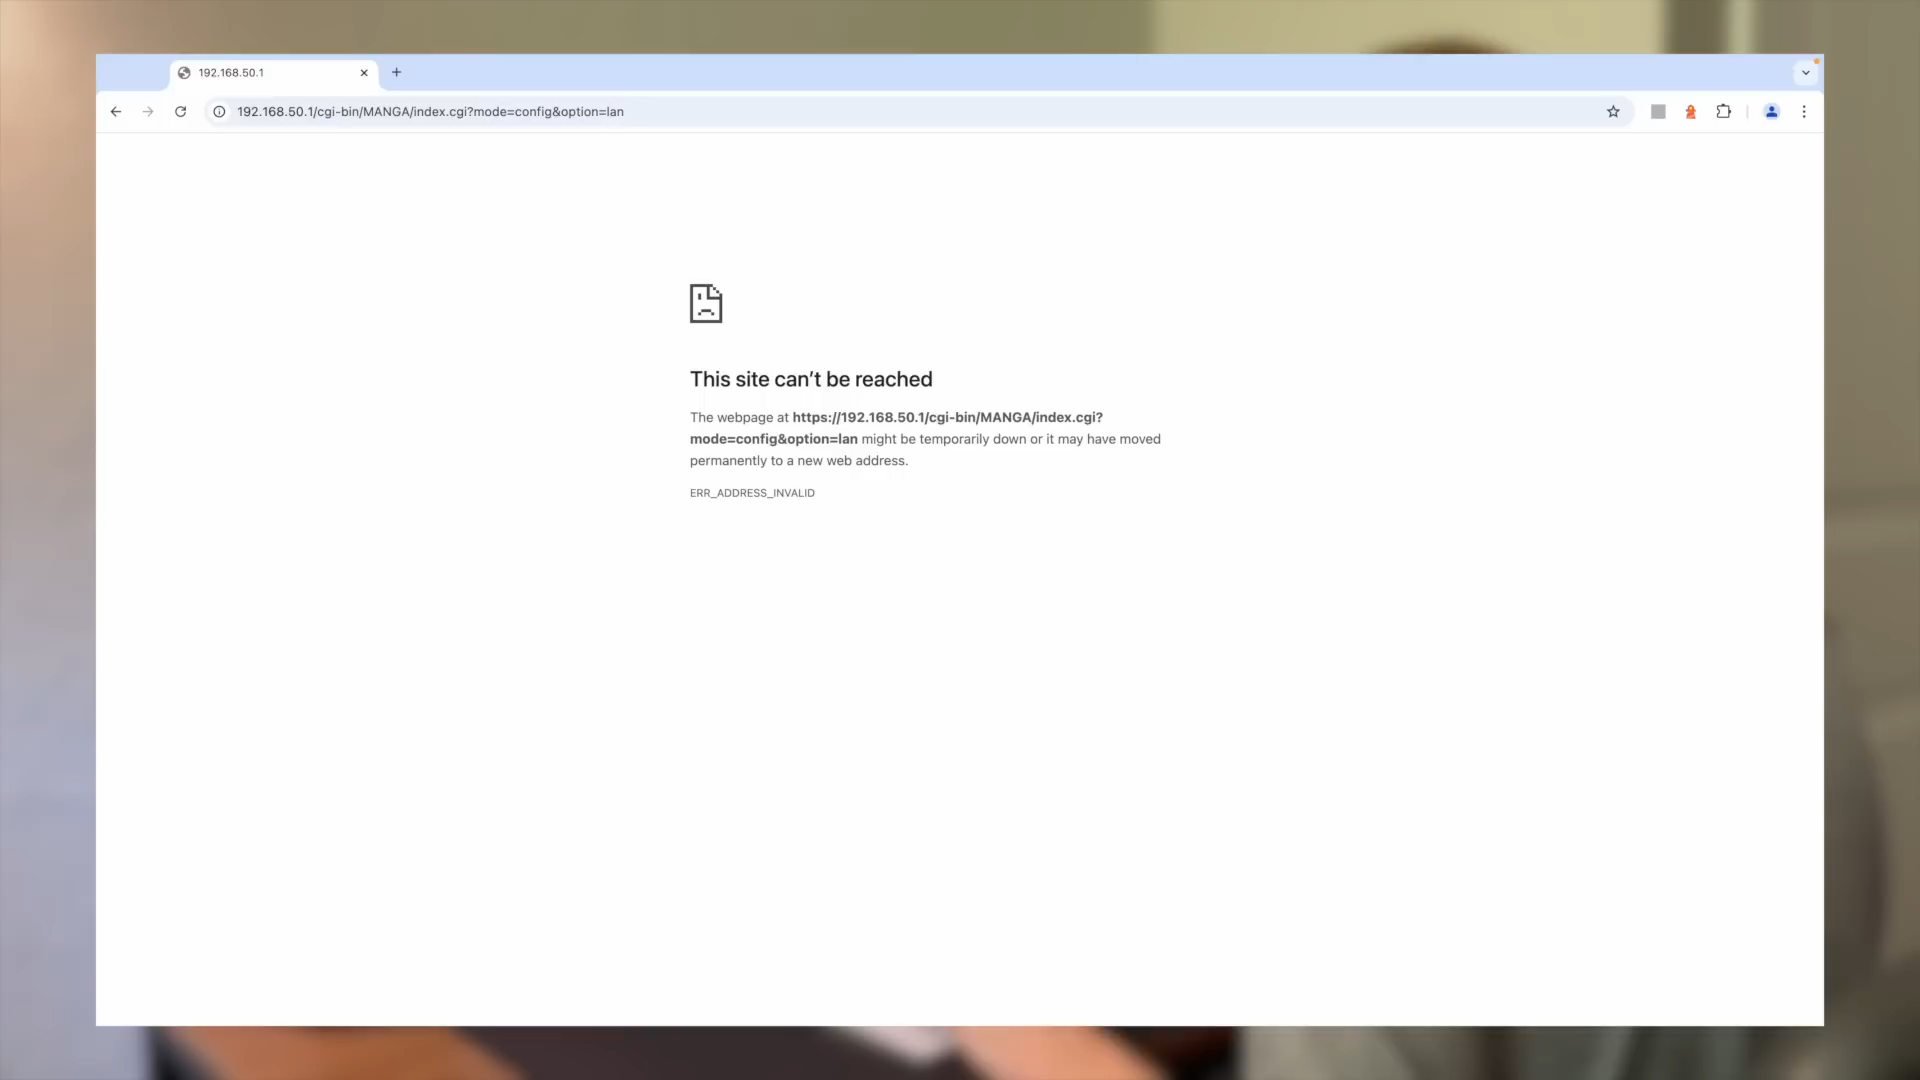 192.168.50.1
192.168.50.1/cgi-bin/MANGA/index.cgi?mode=config&option=lan
This site can’t be reached
The webpage at https://192.168.50.1/cgi-bin/MANGA/index.cgi?
mode=config&option=lan might be temporarily down or it may have moved
permanently to a new web address.
ERR_ADDRESS_INVALID